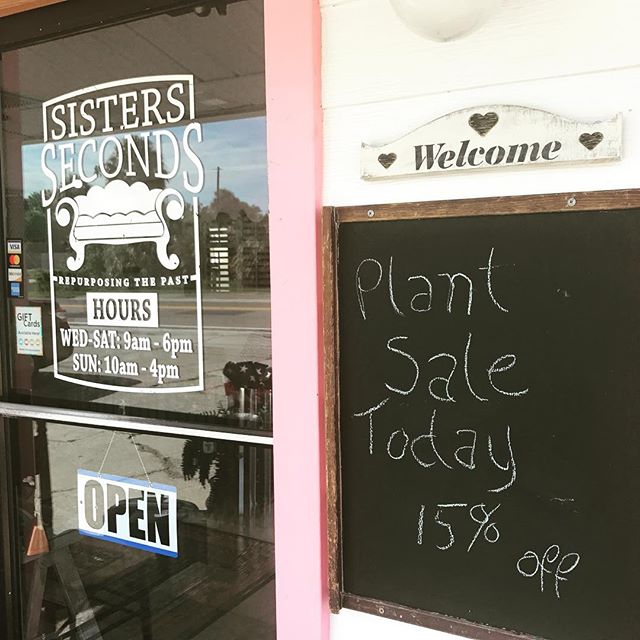 SISTERS
SECONDS
REPURPOSING THE PAST
HOURS
WED-SAT: 9am - 6pm
SUN: 10am - 4pm
VISA
GIFT
Cards
OPEN
Welcome
Plant
Sale
Today
15%
off